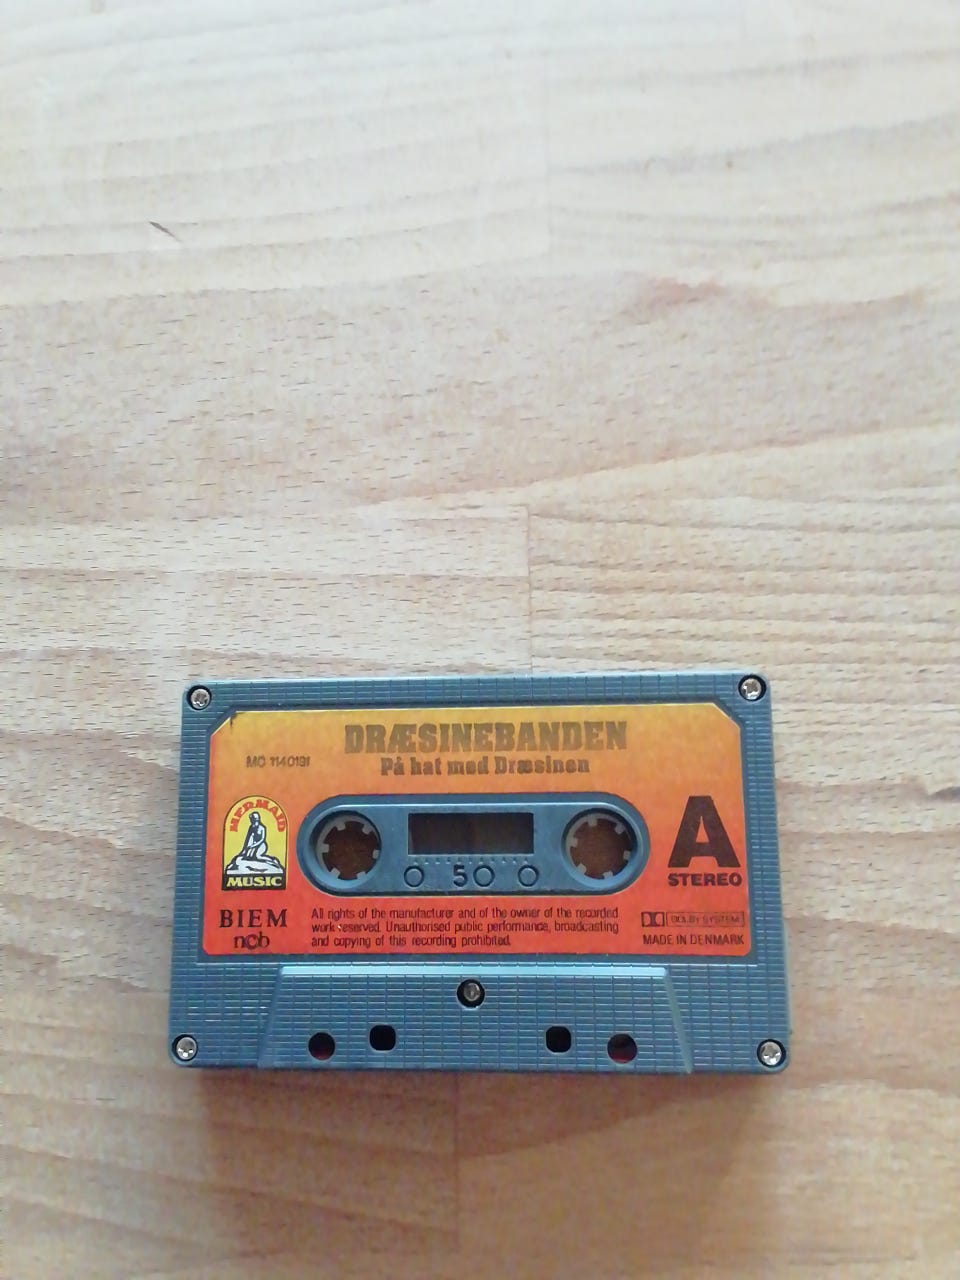 DRÆSINEBANDEN
På hat med Dræsinen
MC 1140191
MERMAID
MUSIC
A
STEREO
50
BIEM
ncb
All rights of the manufacturer and of the owner of the recorded
work reserved. Unauthorised public performance, broadcasting
and copying of this recording prohibited.
DOLBY SYSTEM
MADE IN DENMARK